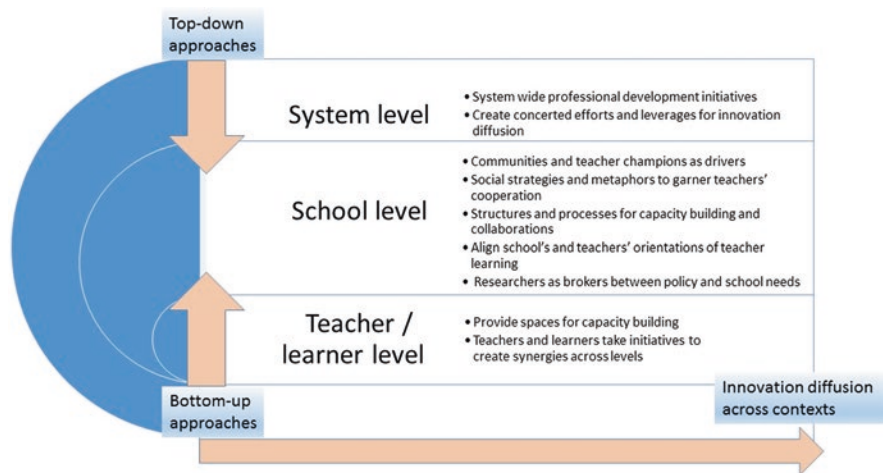 Top-down
approaches
System level
• System wide professional development initiatives
• Create concerted efforts and leverages for innovation
diffusion
School level
• Communities and teacher champions as drivers
• Social strategies and metaphors to garner teachers'
cooperation
• Structures and processes for capacity building and
collaborations
• Align school's and teachers' orientations of teacher
learning
• Researchers as brokers between policy and school needs
Teacher /
learner level
• Provide spaces for capacity building
• Teachers and learners take initiatives to
create synergies across levels
Bottom-up
approaches
Innovation diffusion
across contexts